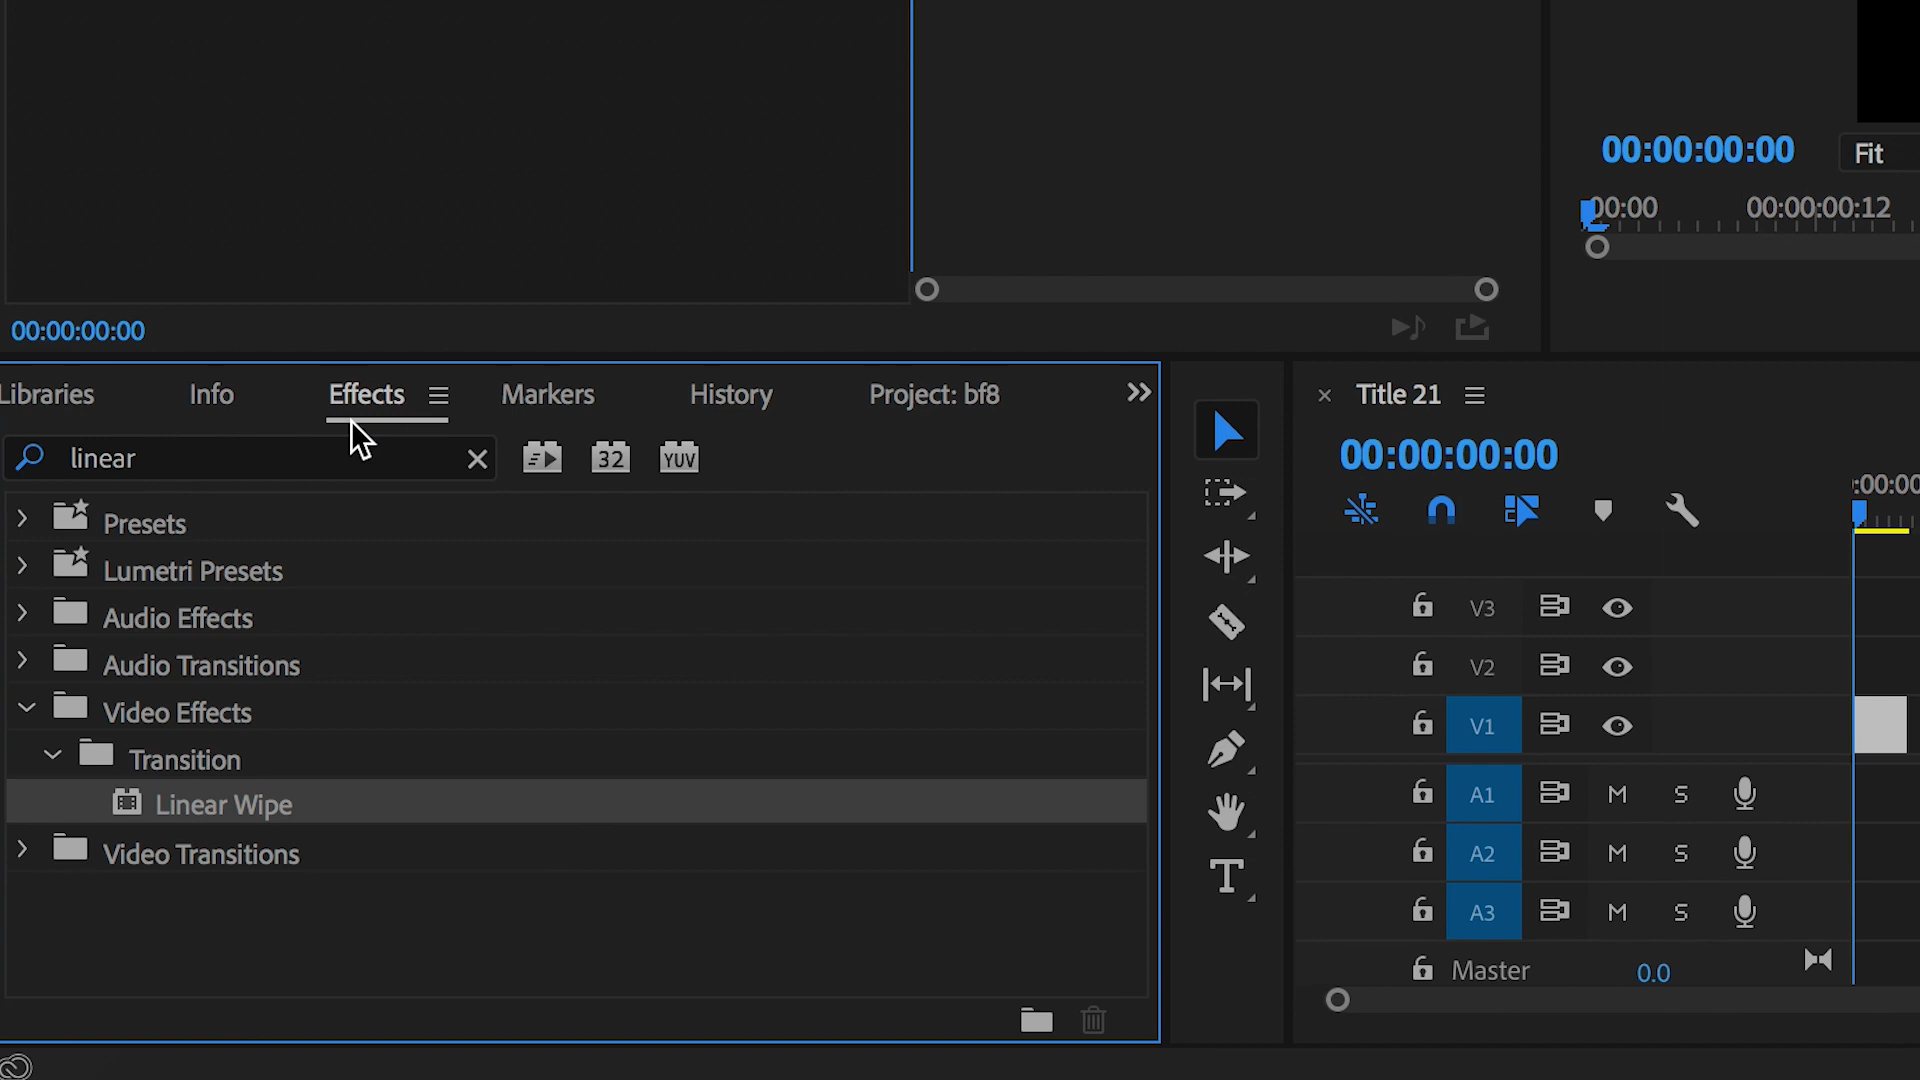 00:00:00:00
Fit
00:00
00:00:00:12
00:00:00:00
Libraries
Info
Effects
Markers
History
Project: bf8
Title 21
linear
32
YUV
00:00:00:00
:00:00
Presets
Lumetri Presets
Audio Effects
Audio Transitions
Video Effects
Transition
Linear Wipe
Video Transitions
T
V3
V2
V1
A1 M S
A2 M S
A3 M S
Master 0.0